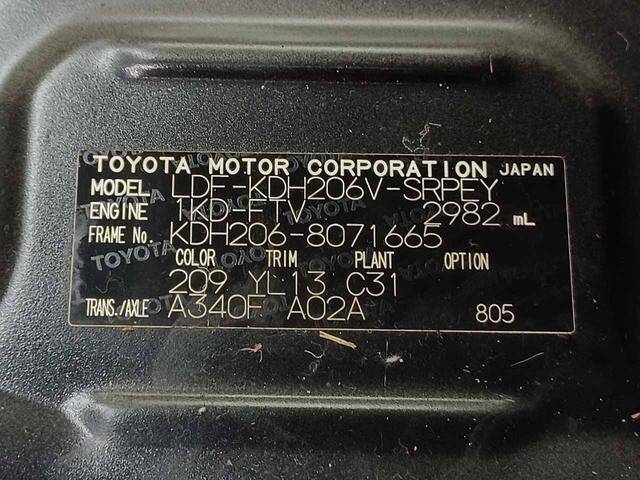 TOYOTA MOTOR CORPORATION JAPAN
MODEL LDF-KDH206V-SRPEY
ENGINE 1KD-FTV 2982 mL
FRAME No. KDH206-8071665
COLOR TRIM PLANT OPTION
209 YL13 C31
TRANS./AXLE A340F A02A 805